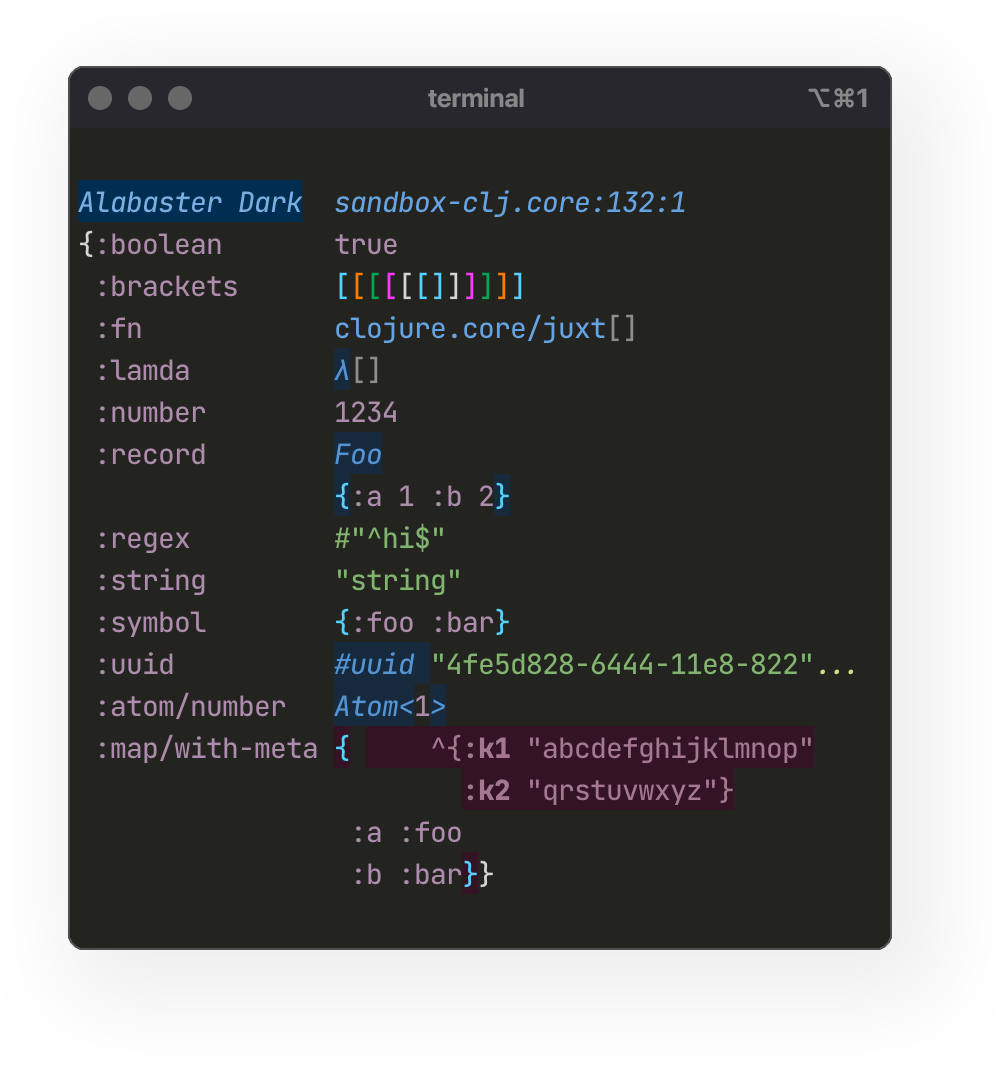 terminal ⌥⌘1
Alabaster Dark  sandbox-clj.core:132:1
{:boolean       true
 :brackets      [[[[[[]]]]]]
 :fn            clojure.core/juxt[]
 :lamda         λ[]
 :number        1234
 :record        Foo
                {:a 1 :b 2}
 :regex         #"^hi$"
 :string        "string"
 :symbol        {:foo :bar}
 :uuid          #uuid "4fe5d828-6444-11e8-822"...
 :atom/number   Atom<1>
 :map/with-meta {     ^{:k1 "abcdefghijklmnop"
                        :k2 "qrstuvwxyz"}
                 :a :foo
                 :b :bar}}